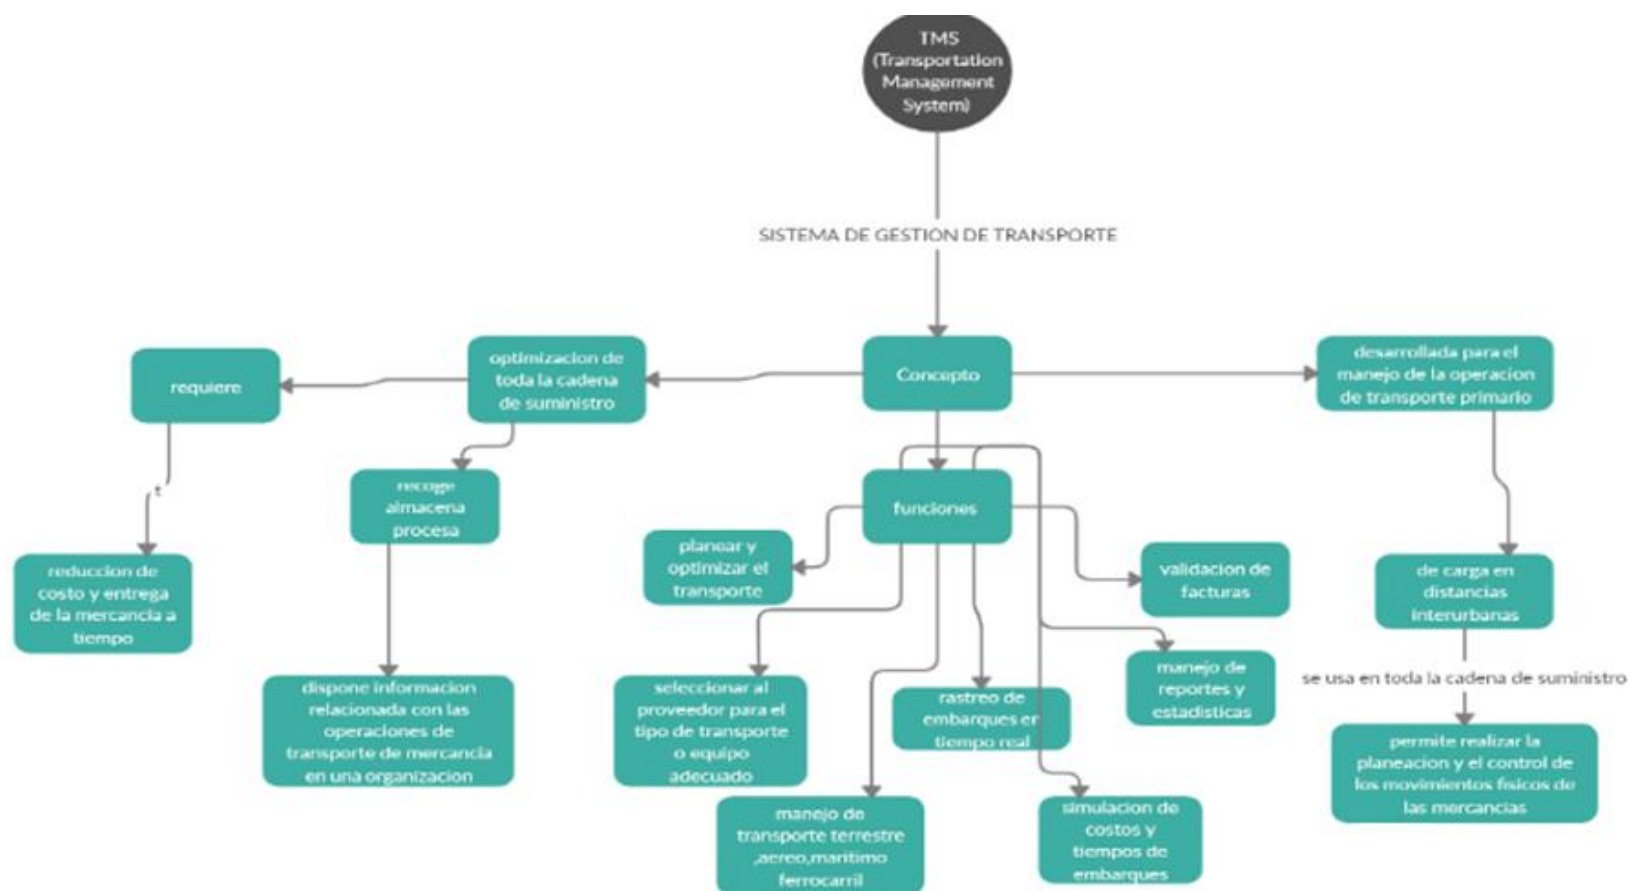 TMS
(Transportation
Management
System)
SISTEMA DE GESTION DE TRANSPORTE
requiere
optimizacion de
toda la cadena
de suministro
Concepto
desarrollada para el
manejo de la operacion
de transporte primario
t
recoge
almacena
procesa
funciones
reduccion de
costo y entrega
de la mercancia a
tiempo
planear y
optimizar el
transporte
validacion de
facturas
de carga en
distancias
interurbanas
dispone informacion
relacionada con las
operaciones de
transporte de mercancia
en una organizacion
seleccionar al
proveedor para el
tipo de transporte
o equipo
adecuado
rastreo de
embarques en
tiempo real
manejo de
reportes y
estadisticas
se usa en toda la cadena de suministro
manejo de
transporte terrestre
,aereo,maritimo
ferrocarril
simulacion de
costos y
tiempos de
embarques
permite realizar la
planeacion y el control de
los movimientos fisicos de
las mercancias